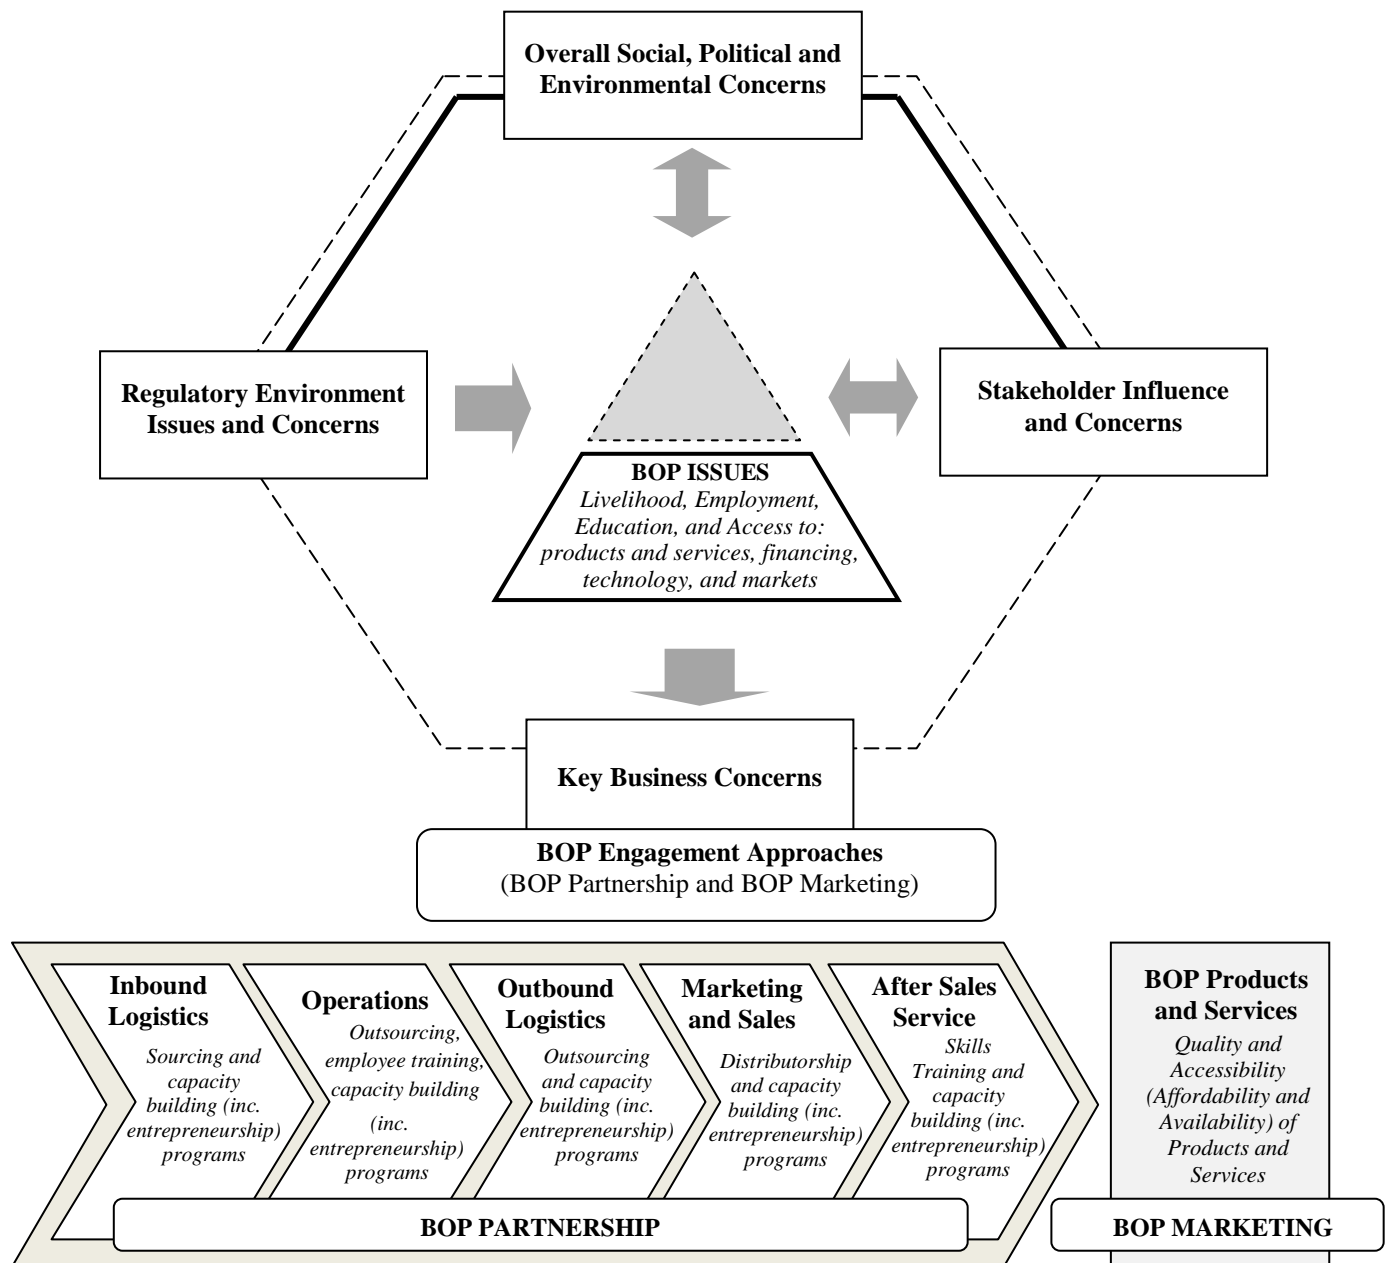 Overall Social, Political and
Environmental Concerns
Regulatory Environment
Issues and Concerns
Stakeholder Influence
and Concerns
BOP ISSUES
Livelihood, Employment,
Education, and Access to:
products and services, financing,
technology, and markets
Key Business Concerns
BOP Engagement Approaches
(BOP Partnership and BOP Marketing)
Inbound
Logistics
Sourcing and
capacity
building (inc.
entrepreneurship)
programs
Operations
Outsourcing,
employee training,
capacity building
(inc.
entrepreneurship)
programs
Outbound
Logistics
Outsourcing
and capacity
building (inc.
entrepreneurship)
programs
Marketing
and Sales
Distributorship
and capacity
building (inc.
entrepreneurship)
programs
After Sales
Service
Skills
Training and
capacity
building (inc.
entrepreneurship)
programs
BOP Products
and Services
Quality and
Accessibility
(Affordability and
Availability) of
Products and
Services
BOP PARTNERSHIP
BOP MARKETING